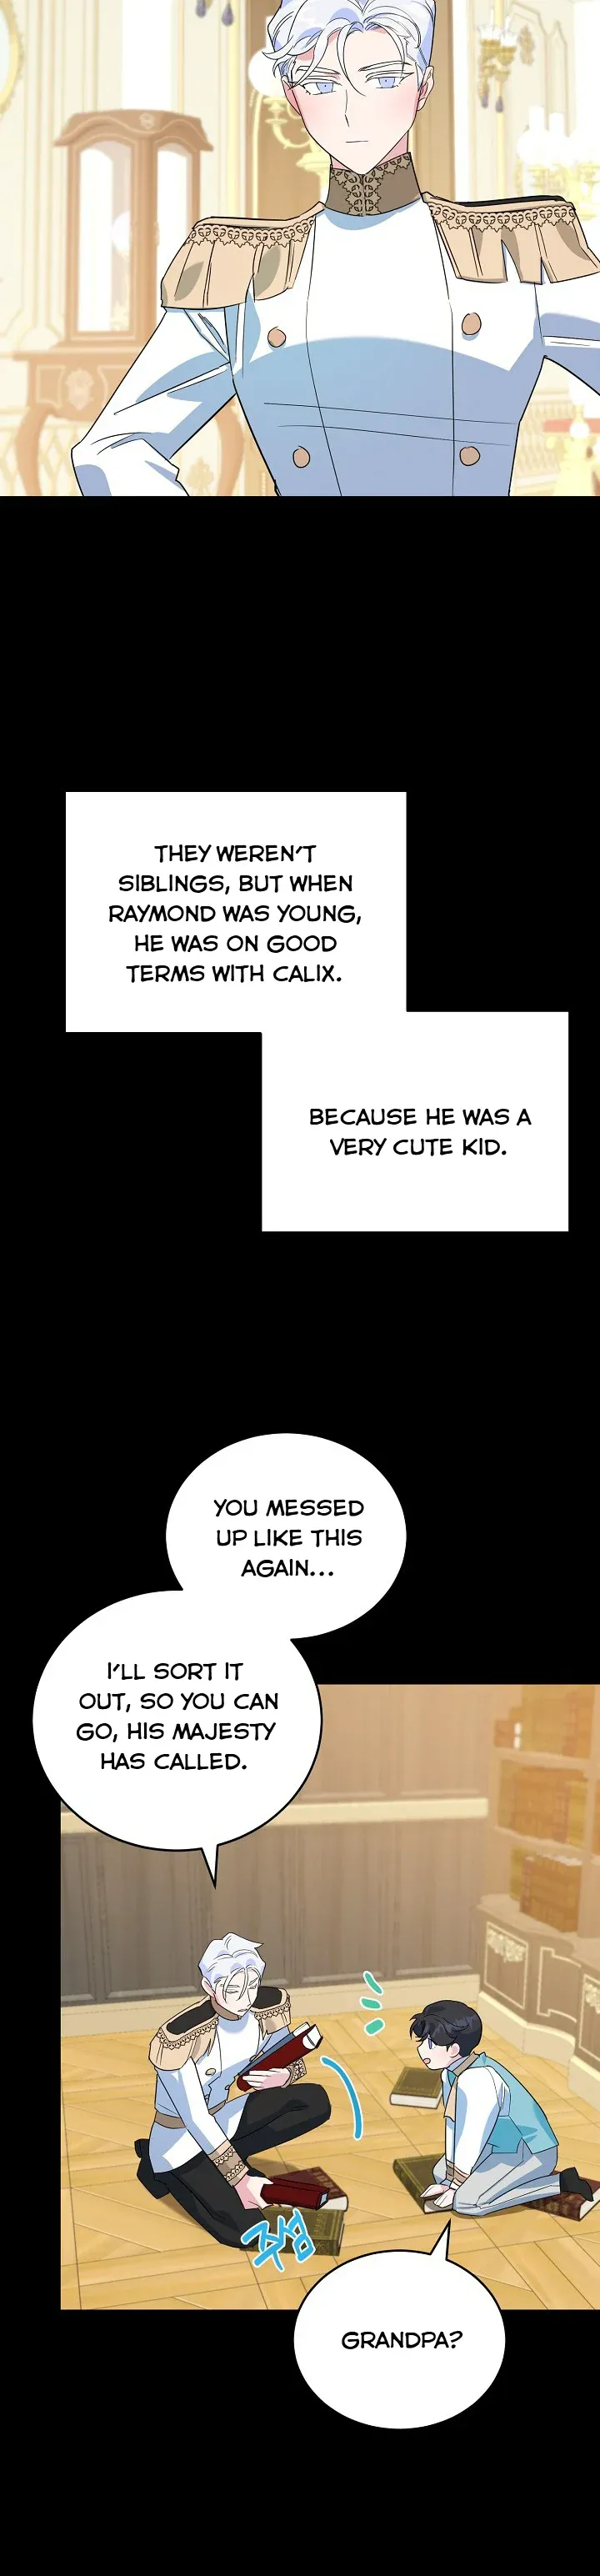 THEY WEREN'T
SIBLINGS, BUT WHEN
RAYMOND WAS YOUNG,
HE WAS ON GOOD
TERMS WITH CALIX.
BECAUSE HE WAS A
VERY CUTE KID.
YOU MESSED
UP LIKE THIS
AGAIN...
I'LL SORT IT
OUT, SO YOU CAN
GO, HIS MAJESTY
HAS CALLED.
주섬
GRANDPA?